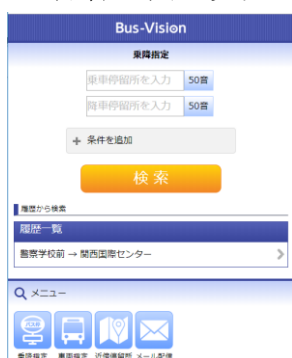 Bus-Vision
乗降指定
乗車停留所を入力 50音
降車停留所を入力 50音
+ 条件を追加
検索
履歴から検索
履歴一覧
警察学校前 → 関西国際センター
メニュー
乗降指定 車両指定 近傍停留所 メール配信